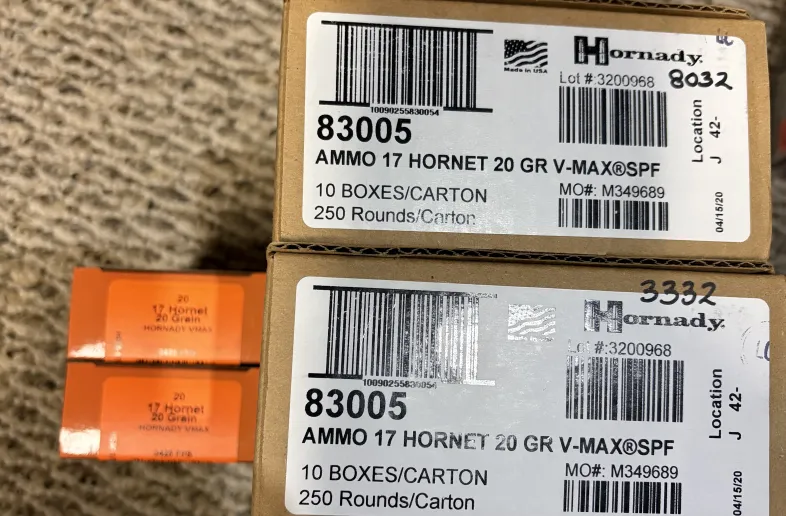 Made in USA
Hornady.
Lot #:3200968
8032
10090255830054
83005
AMMO 17 HORNET 20 GR V-MAX®SPF
10 BOXES/CARTON
250 Rounds/Carton
MO#: M349689
Location
J 42-
04/15/20
3332
Hornady.
Lot #:3200968
10090255830054
83005
AMMO 17 HORNET 20 GR V-MAX®SPF
10 BOXES/CARTON
250 Rounds/Carton
MO#: M349689
Location
J 42-
04/15/20
20
17 Hornet
20 Grain
HORNADY VMAX
20
17 Hornet
20 Grain
HORNADY VMAX